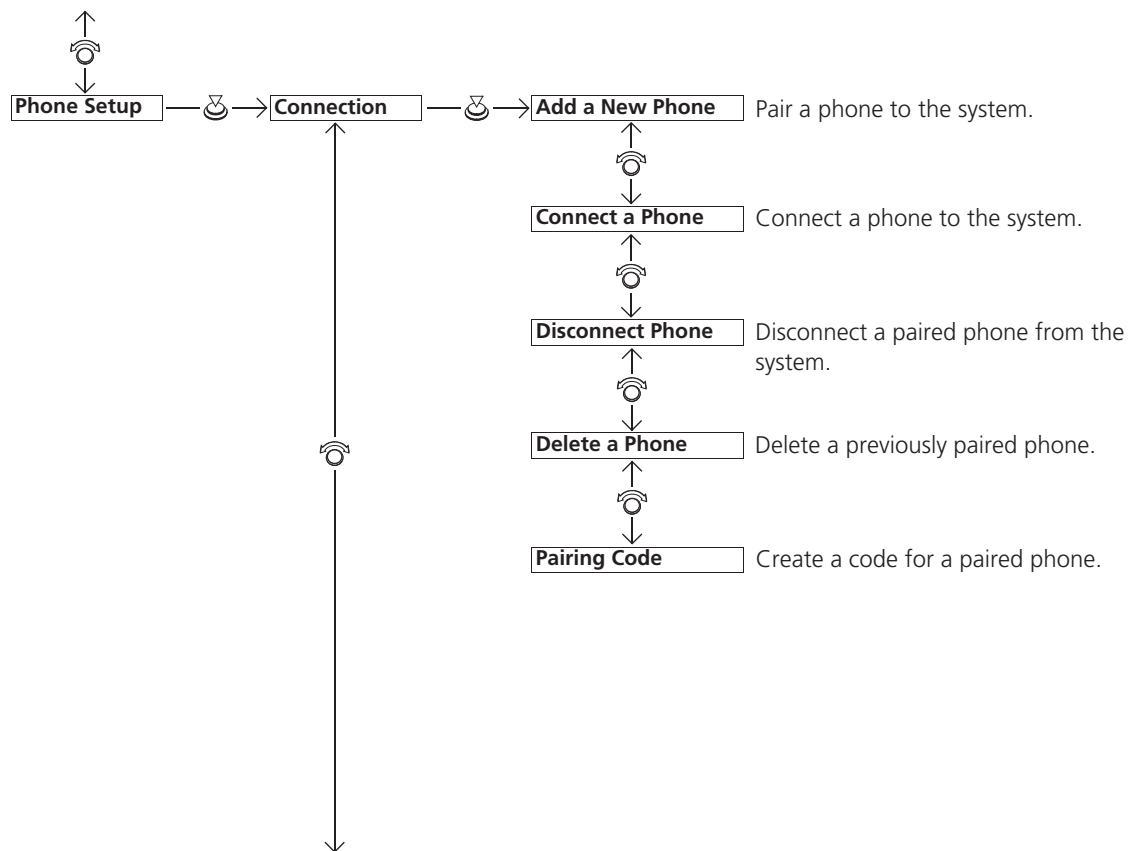 Phone Setup
Connection
Add a New Phone
Pair a phone to the system.
Connect a Phone
Connect a phone to the system.
Disconnect Phone
Disconnect a paired phone from the
system.
Delete a Phone
Delete a previously paired phone.
Pairing Code
Create a code for a paired phone.